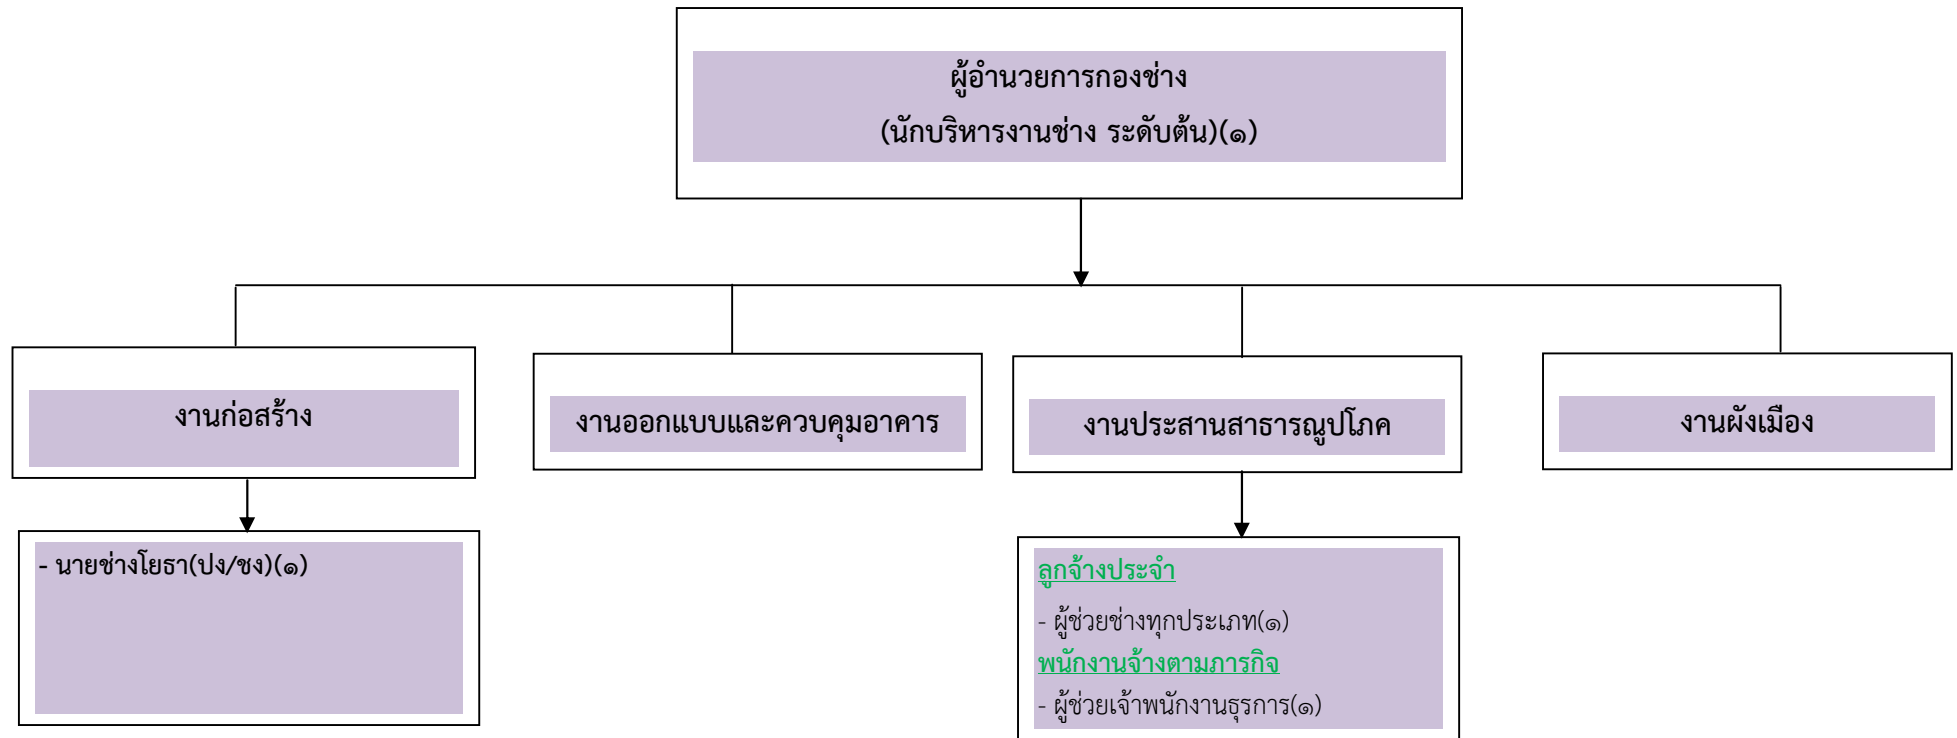 ผู้อำนวยการกองช่าง
(นักบริหารงานช่าง ระดับต้น)(๑)
งานก่อสร้าง
งานออกแบบและควบคุมอาคาร
งานประสานสาธารณูปโภค
งานผังเมือง
- นายช่างโยธา(ปง/ชง)(๑)
ลูกจ้างประจำ
- ผู้ช่วยช่างทุกประเภท(๑)
พนักงานจ้างตามภารกิจ
- ผู้ช่วยเจ้าพนักงานธุรการ(๑)